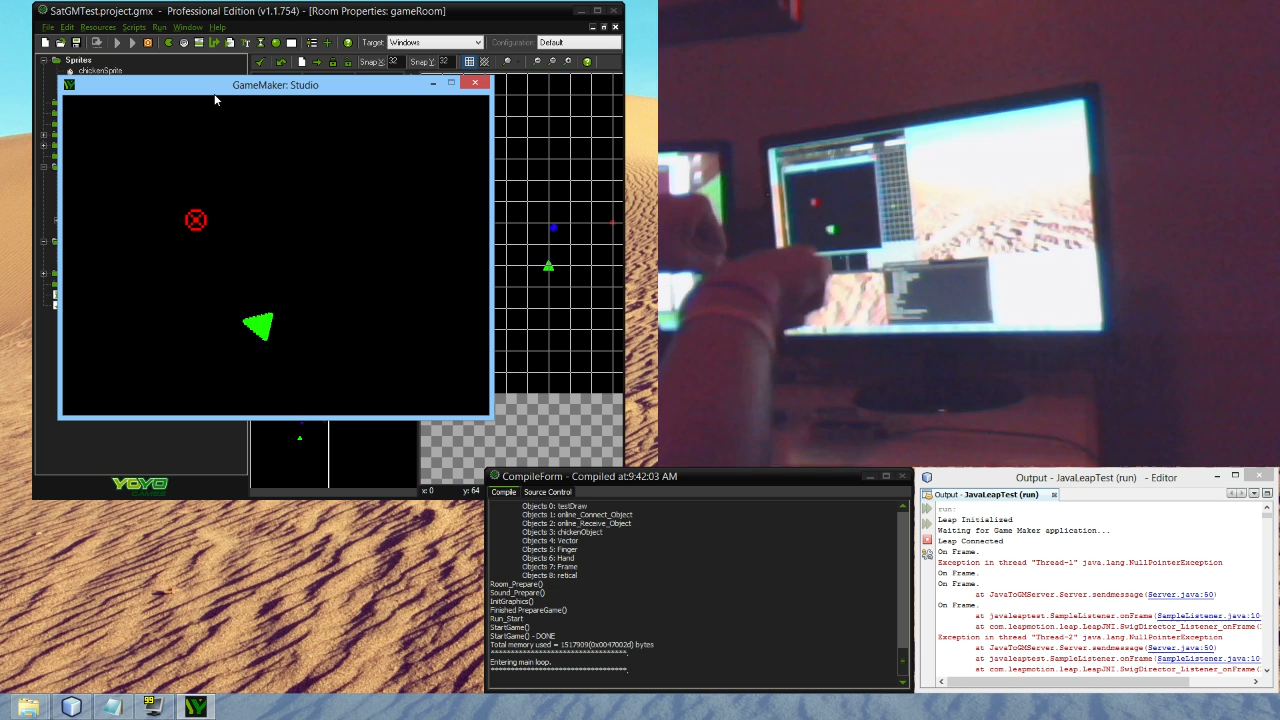 SatGMTest.project.gmx - Professional Edition (v1.1.754) - [Room Properties: gameRoom]
File Edit Resources Scripts Run Window Help
Target: Windows Configuration: Default
Sprites
Snap X: 32 Snap Y: 32
chickenSprite
GameMaker: Studio
YOYO
GAMES
x: 0 y: 64
CompileForm - Compiled at:9:42:03 AM
Compile Source Control
Objects 0: testDraw
Objects 1: online_Connect_Object
Objects 2: online_Receive_Object
Objects 3: chickenObject
Objects 4: Vector
Objects 5: Finger
Objects 6: Hand
Objects 7: Frame
Objects 8: retical
Room_Prepare()
Sound_Prepare()
InitGraphics()
Finished PrepareGame()
Run_Start
StartGame()
StartGame() - DONE
Total memory used = 1517909(0x0047002d) bytes
Entering main loop.
Output - JavaLeapTest (run) - Editor
Output - JavaLeapTest (run)
run:
Leap Initialized
Waiting for Game Maker application...
Leap Connected
On Frame.
Exception in thread "Thread-1" java.lang.NullPointerException
On Frame.
On Frame.
at JavaToGMServer.Server.sendmessage(Server.java:50)
On Frame.
at javaleaptest.SampleListener.onFrame(SampleListener.java:10
at com.leapmotion.leap.LeapJNI.SwigDirector_Listener_onFrame(
Exception in thread "Thread-2" java.lang.NullPointerException
at JavaToGMServer.Server.sendmessage(Server.java:50)
at javaleaptest.SampleListener.onFrame(SampleListener.java:10
at com.leapmotion.leap.LeapJNI.SwigDirector_Listener_onFrame(
99